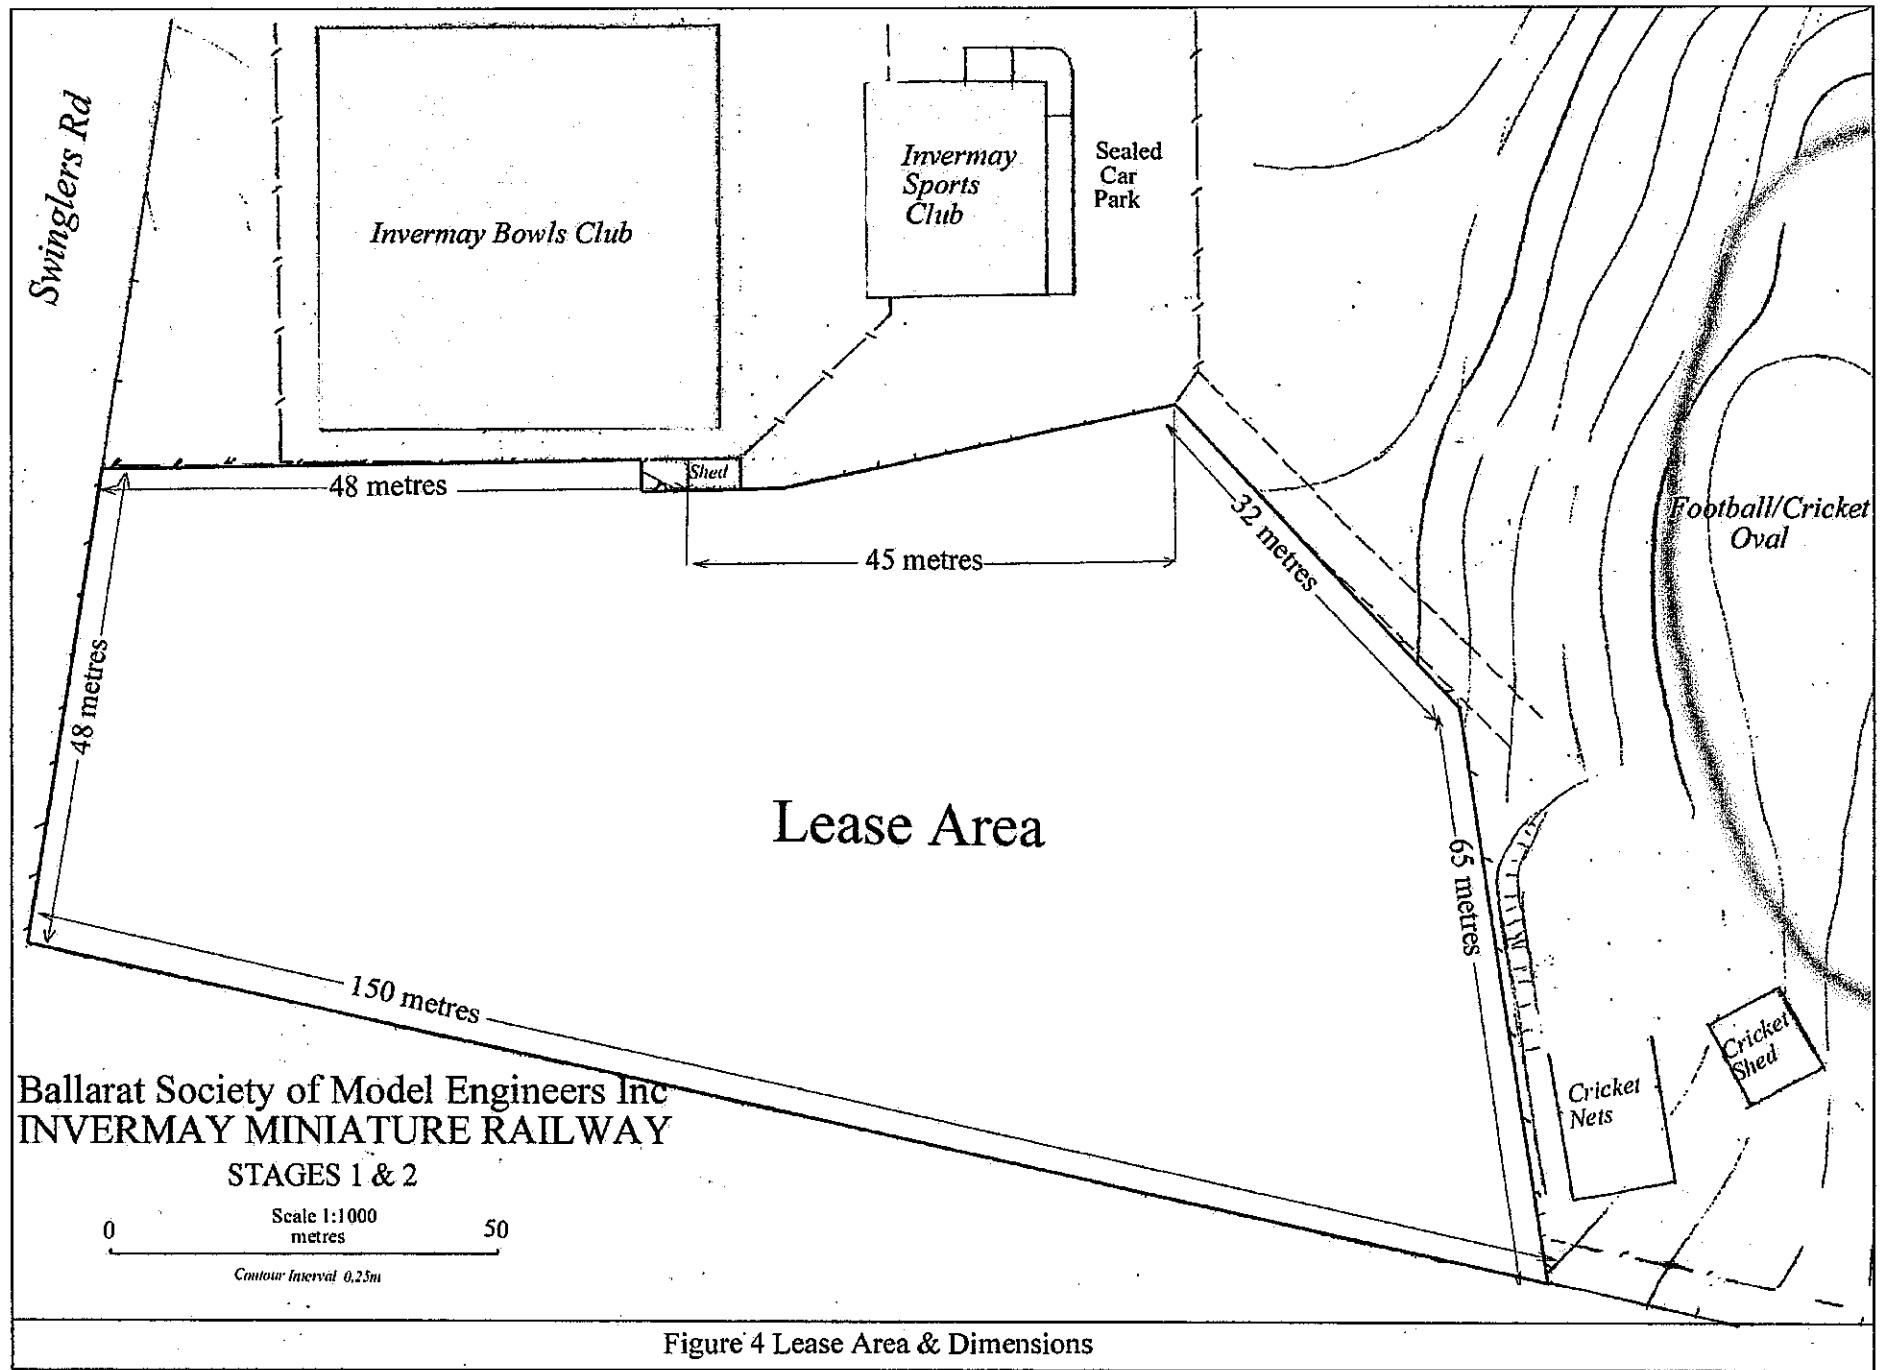 Swinglers Rd
Invermay Bowls Club
Invermay
Sports
Club
Sealed
Car
Park
Shed
48 metres
45 metres
32 metres
Football/Cricket
Oval
48 metres
Lease Area
65 metres
150 metres
Cricket
Shed
Cricket
Nets
Ballarat Society of Model Engineers Inc
INVERMAY MINIATURE RAILWAY
STAGES 1 & 2
Scale 1:1000
0 metres 50
Contour Interval 0.25m
Figure 4 Lease Area & Dimensions